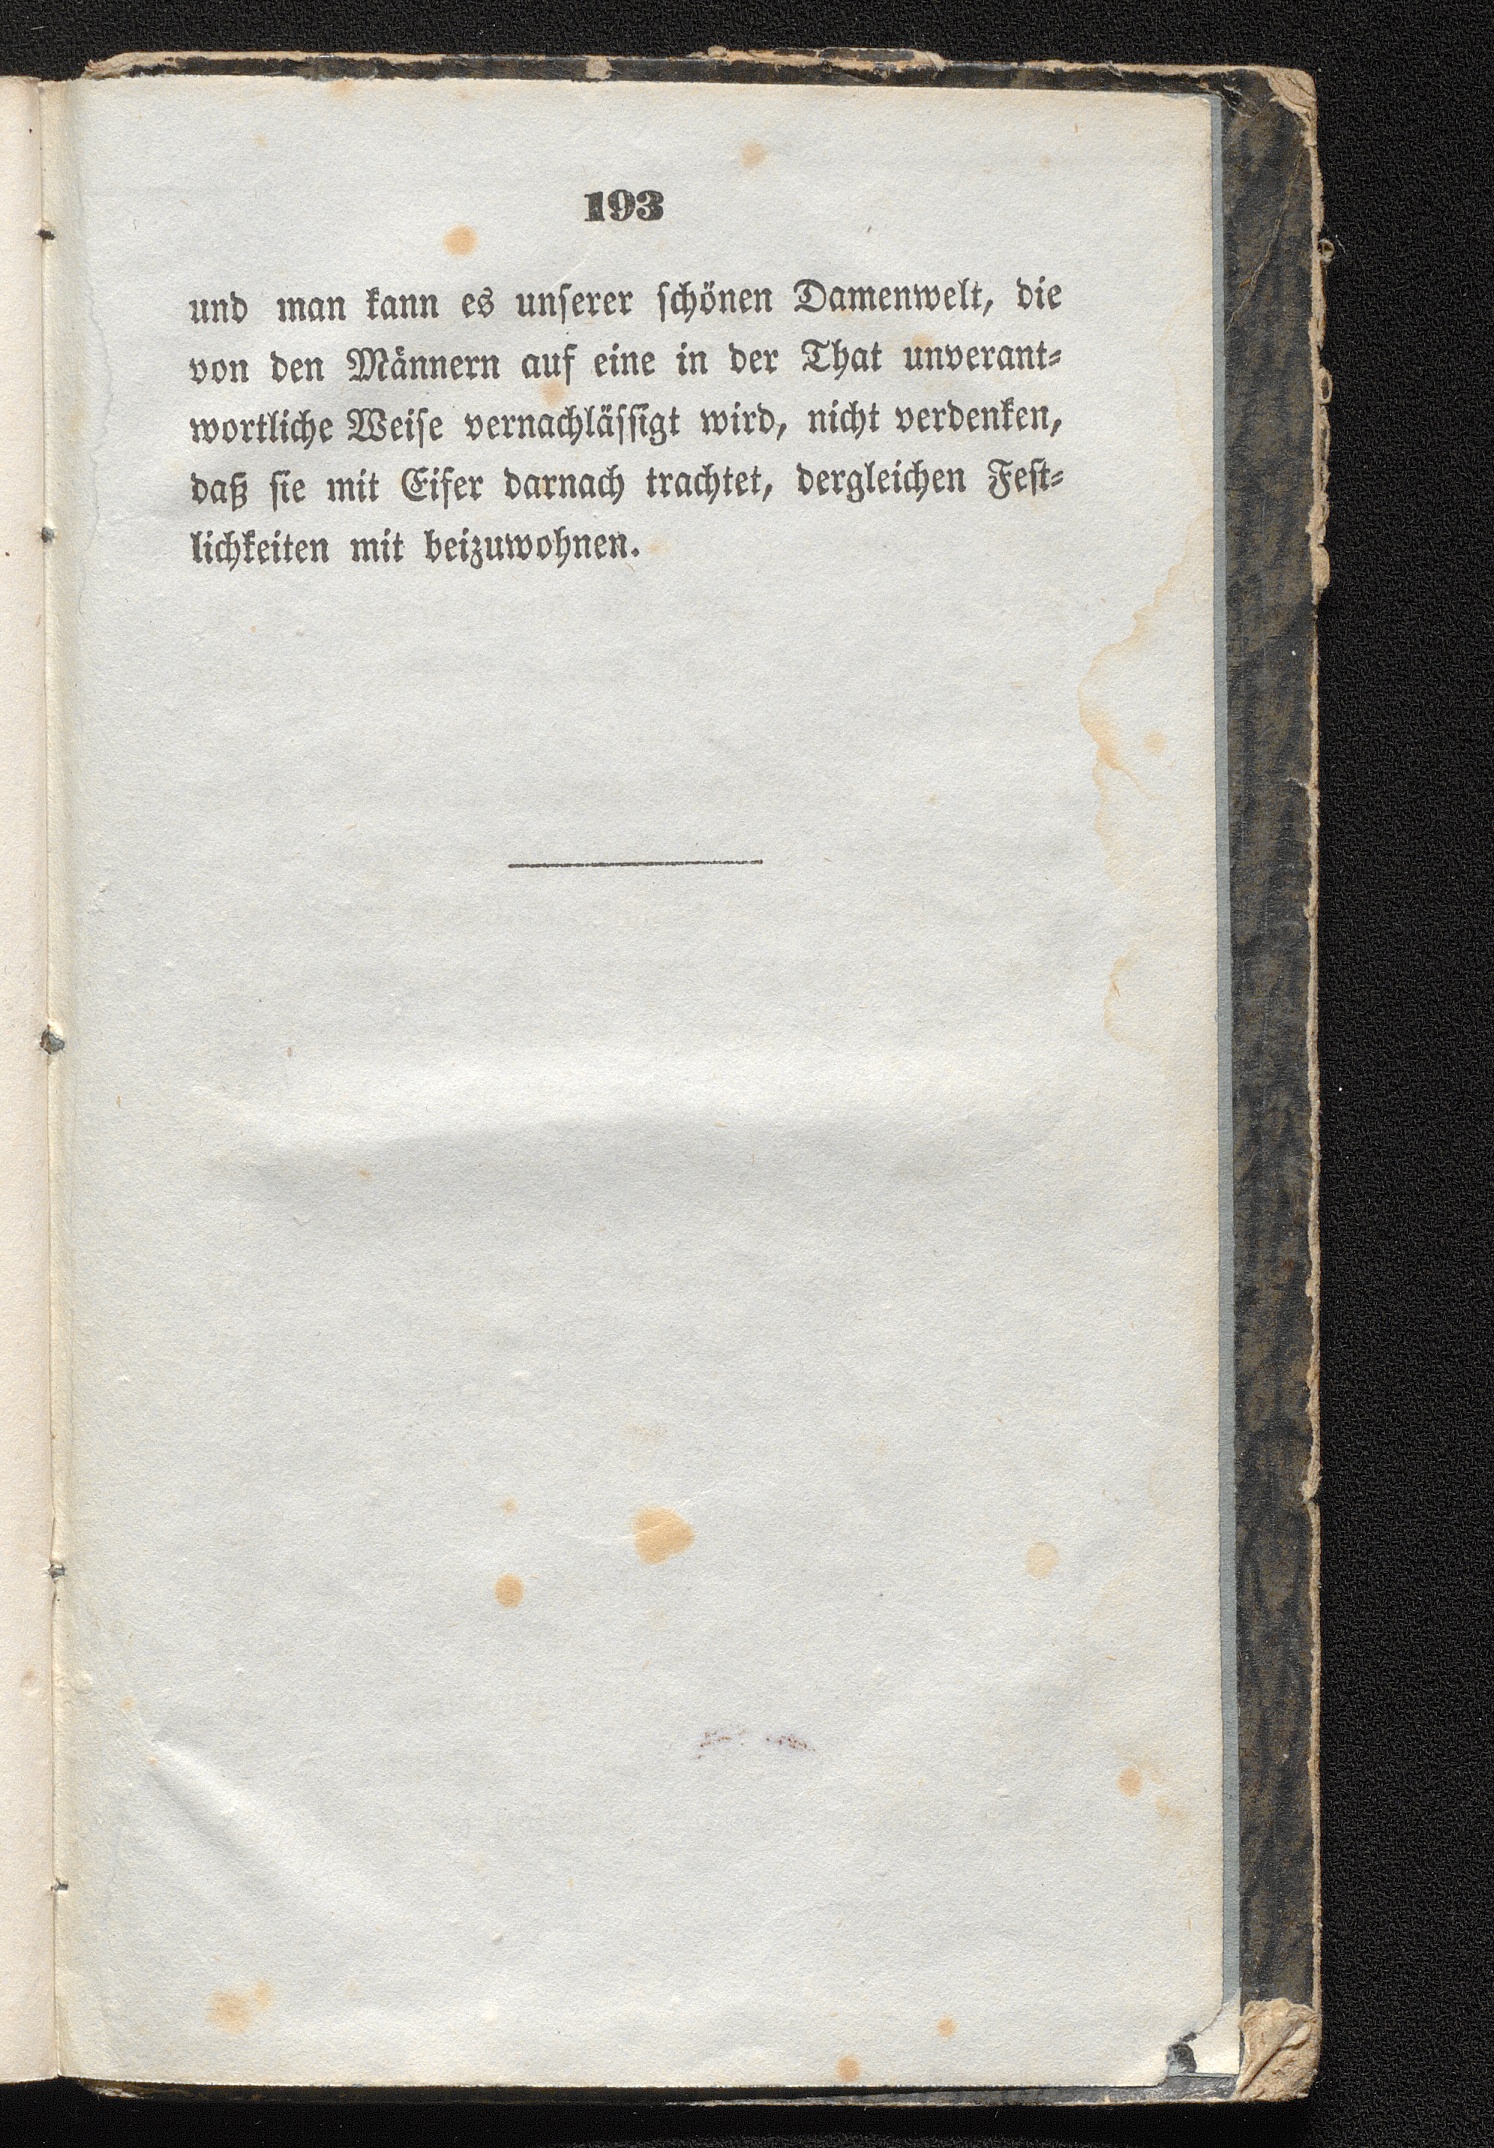 193
und man kann es unserer schönen Damenwelt, die
von den Männern auf eine in der That unverant-
wortliche Weise vernachlässigt wird, nicht verdenken,
daß sie mit Eifer darnach trachtet, dergleichen Fest-
lichkeiten mit beizuwohnen.